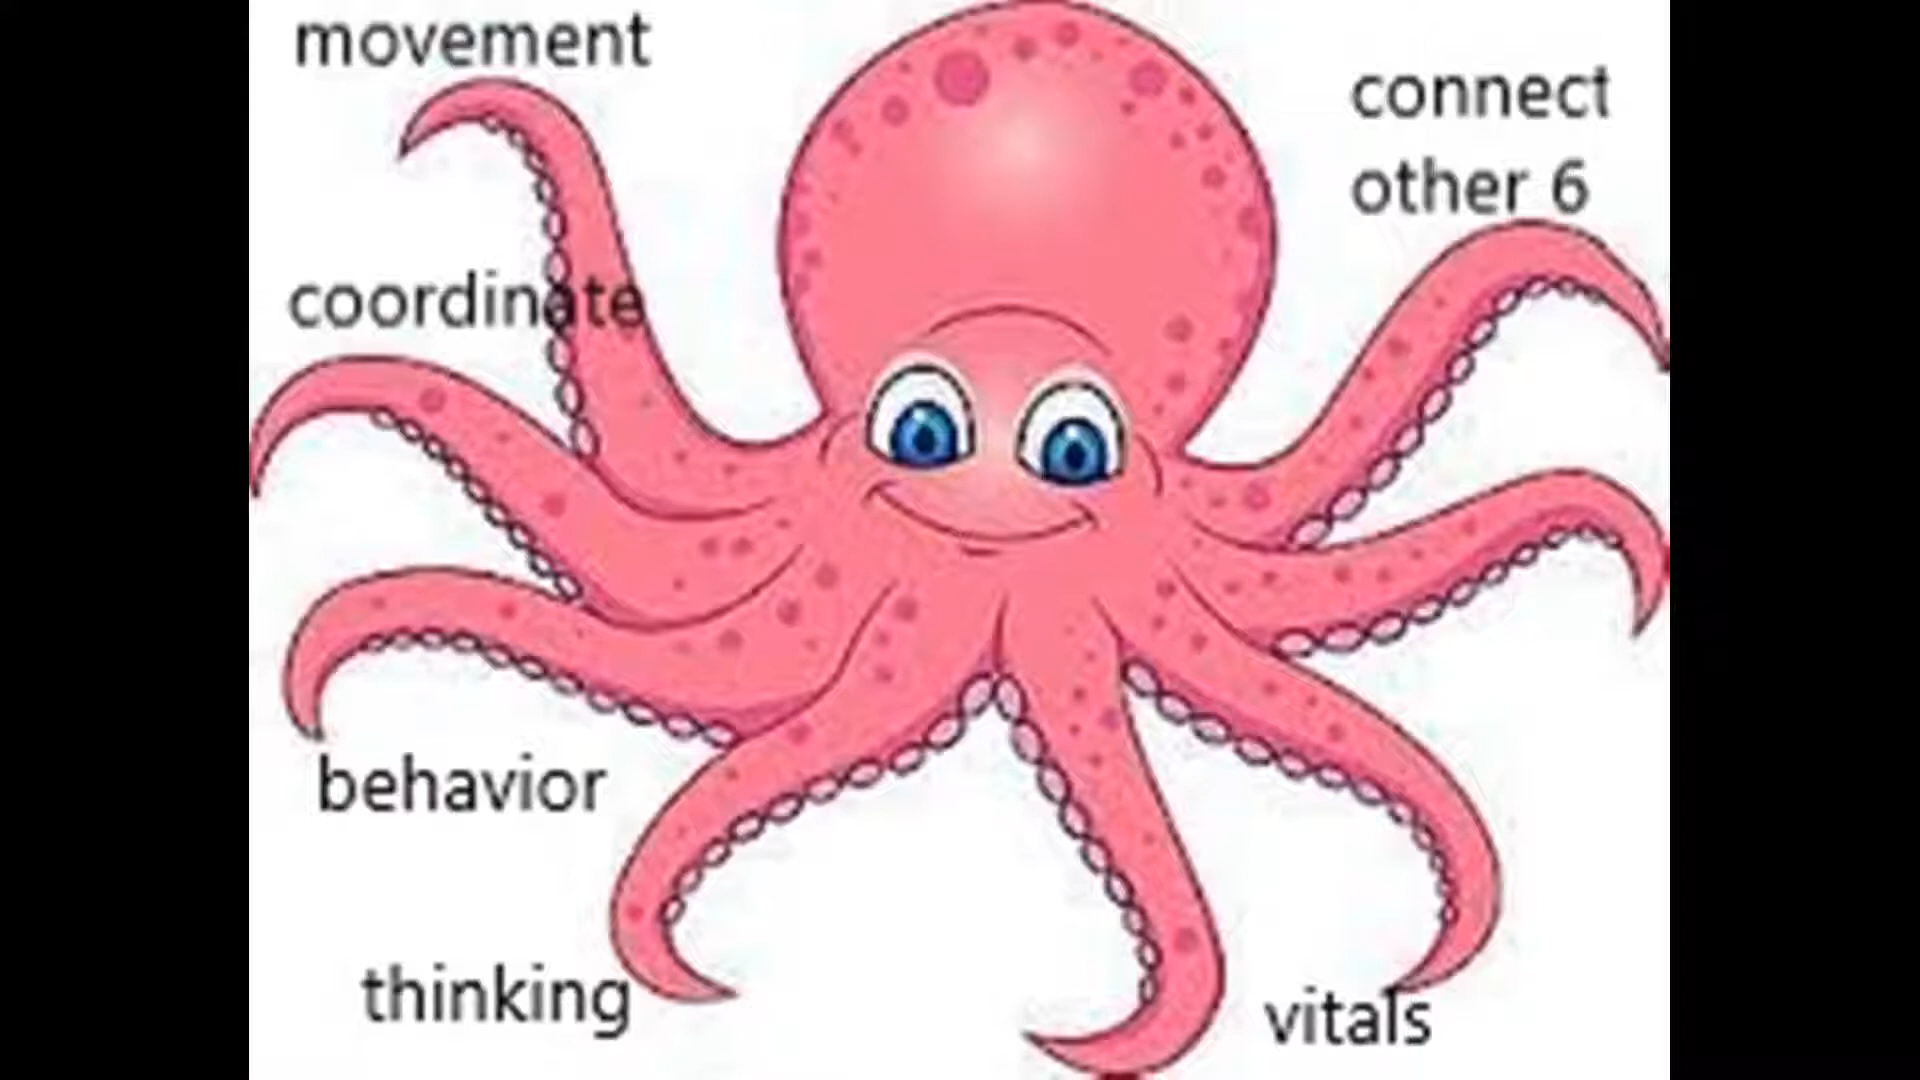 movement
connect
other 6
coordinate
behavior
thinking
vitals